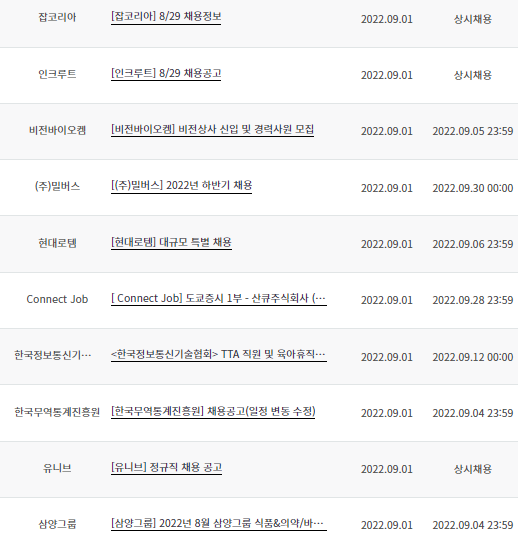 잡코리아 [잡코리아] 8/29 채용정보 2022.09.01 상시채용
인크루트 [인크루트] 8/29 채용공고 2022.09.01 상시채용
비전바이오켐 [비전바이오켐] 비전상사 신입 및 경력사원 모집 2022.09.01 2022.09.05 23:59
(주)밀버스 [(주)밀버스] 2022년 하반기 채용 2022.09.01 2022.09.30 00:00
현대로템 [현대로템] 대규모 특별 채용 2022.09.01 2022.09.06 23:59
Connect Job [ Connect Job] 도쿄증시 1부 - 산큐주식회사 (… 2022.09.01 2022.09.28 23:59
한국정보통신기… <한국정보통신기술협회> TTA 직원 및 육아휴직… 2022.09.01 2022.09.12 00:00
한국무역통계진흥원 [한국무역통계진흥원] 채용공고(일정 변동 수정) 2022.09.01 2022.09.04 23:59
유니브 [유니브] 정규직 채용 공고 2022.09.01 상시채용
삼양그룹 [삼양그룹] 2022년 8월 삼양그룹 식품&의약/바… 2022.09.01 2022.09.04 23:59